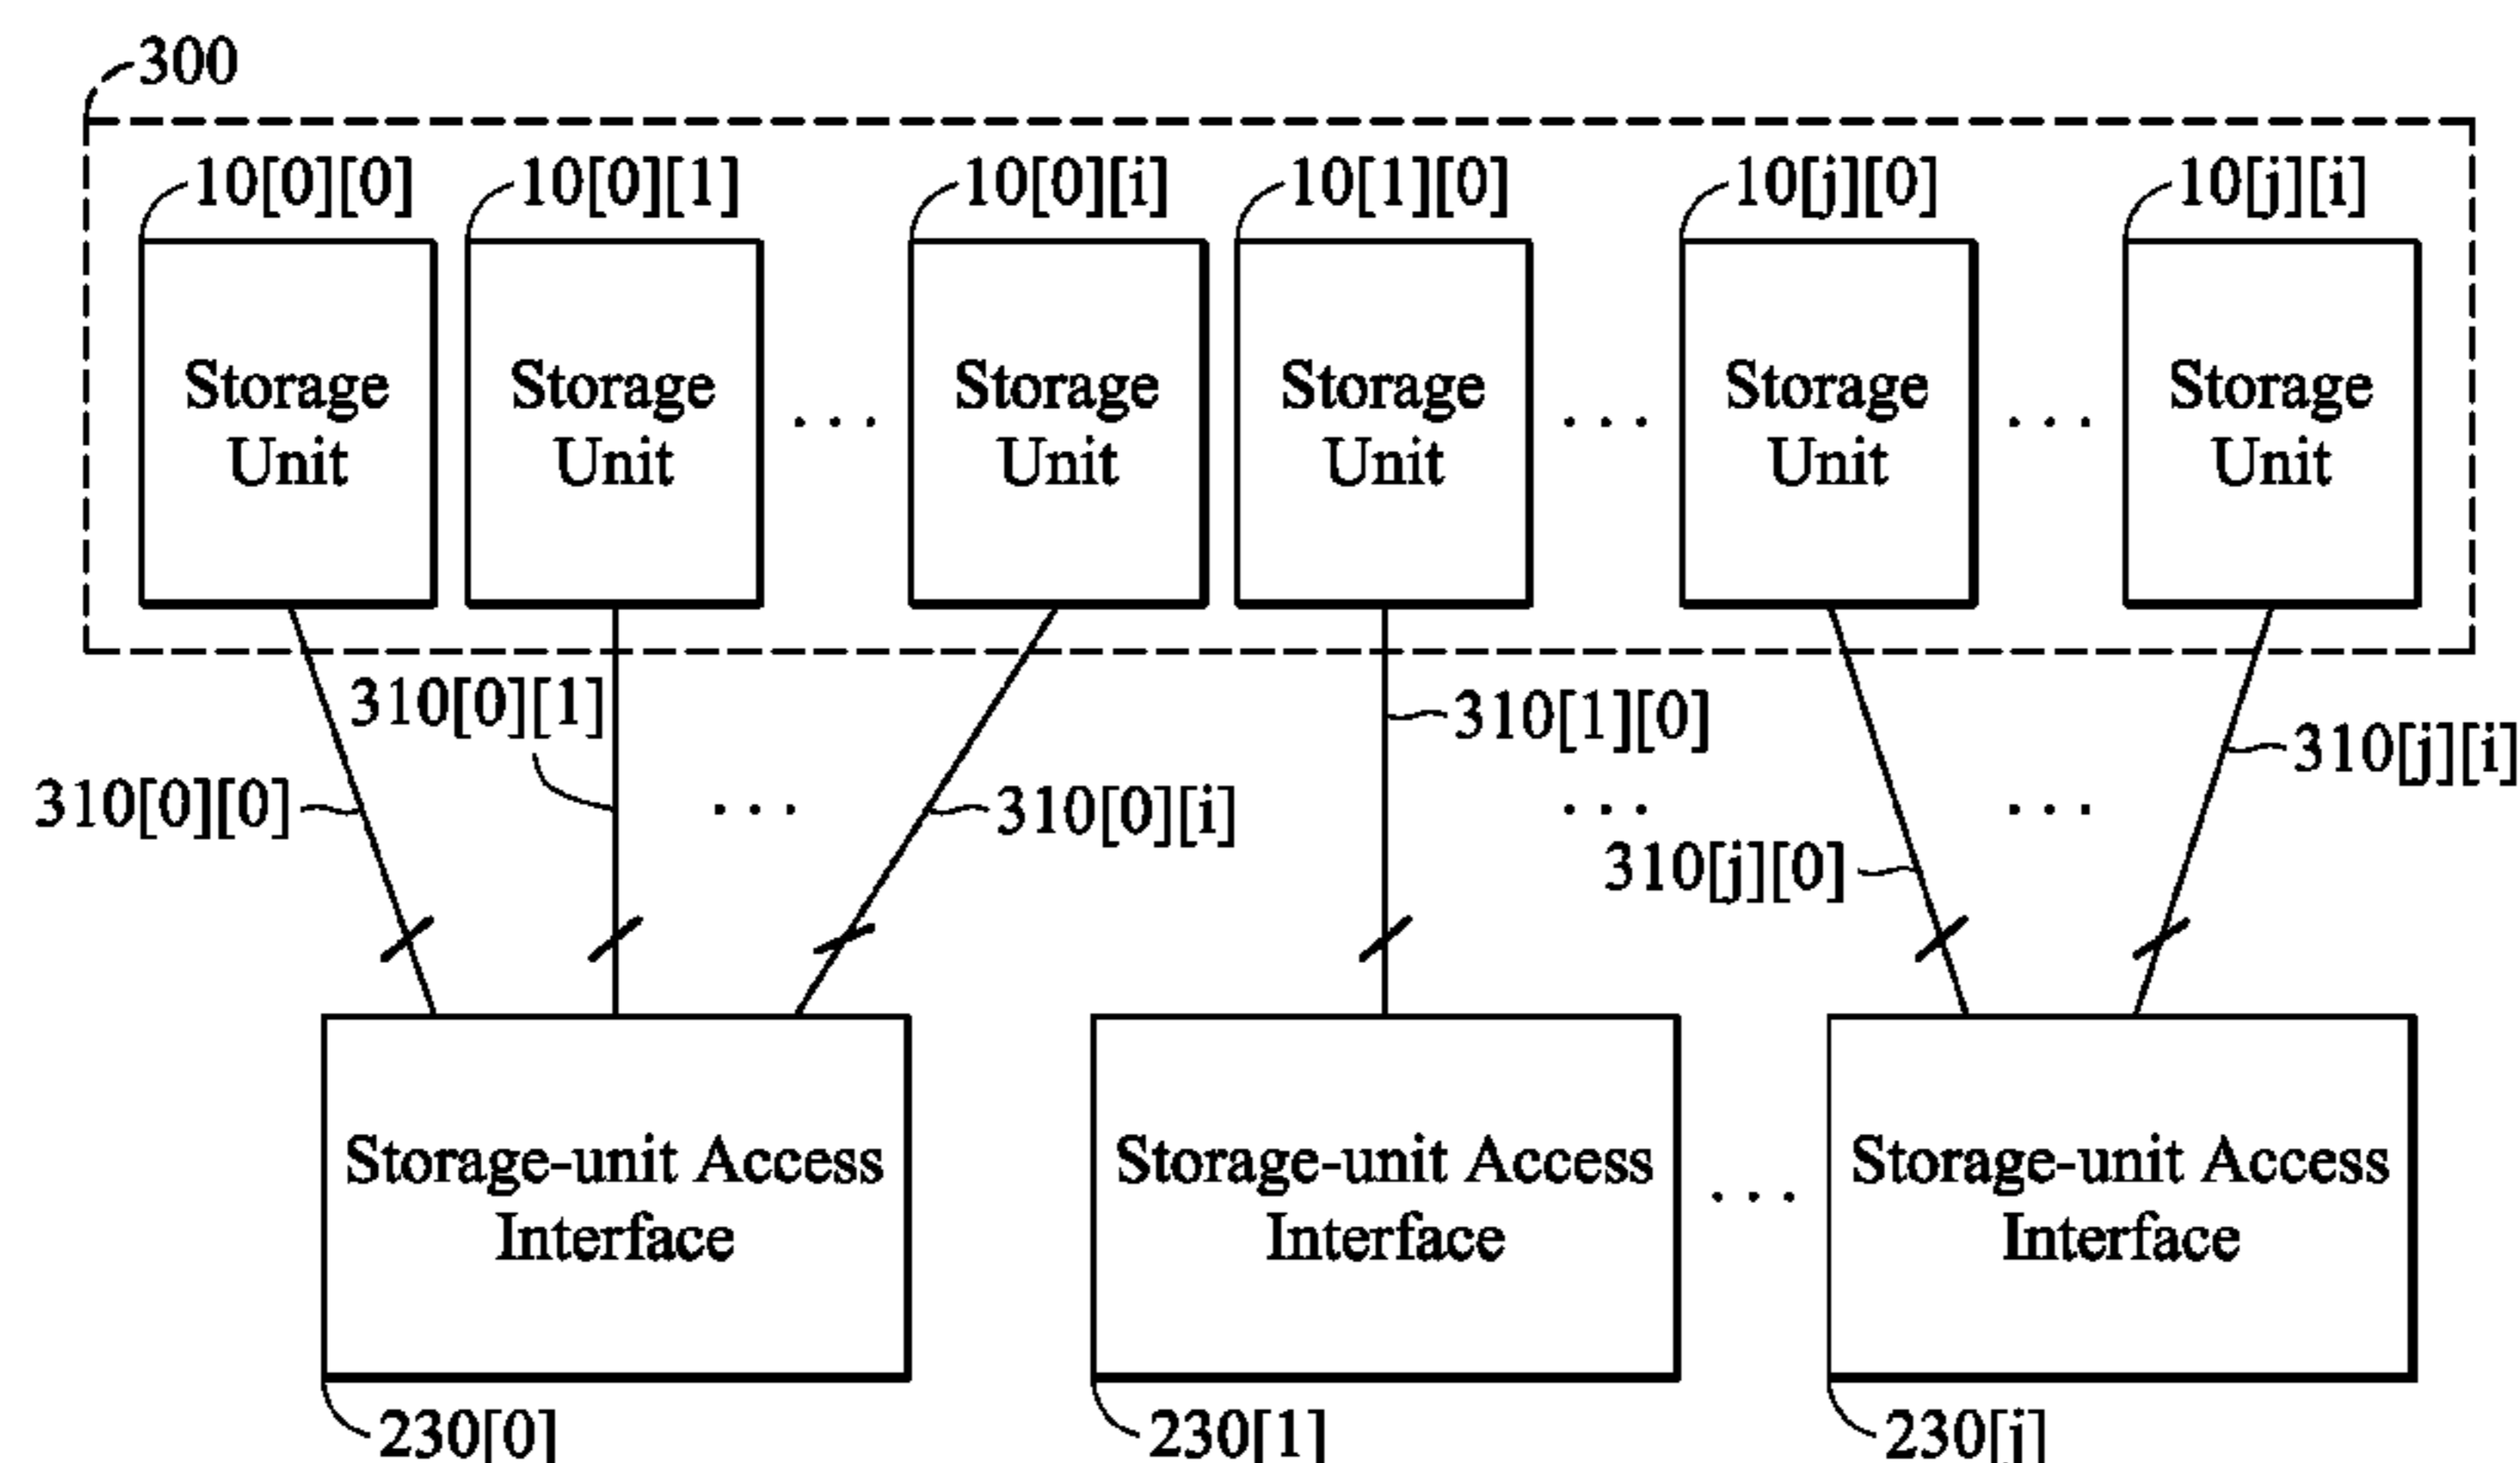 300
10[0][0]
10[0][1]
10[0][i]
10[1][0]
10[j][0]
10[j][i]
Storage
Unit
Storage
Unit
. . .
Storage
Unit
Storage
Unit
. . .
Storage
Unit
. . .
Storage
Unit
310[0][1]
310[1][0]
310[j][i]
310[0][0]
. . .
310[0][i]
. . .
. . .
310[j][0]
Storage-unit Access
Interface
Storage-unit Access
Interface
. . .
Storage-unit Access
Interface
230[0]
230[1]
230[j]